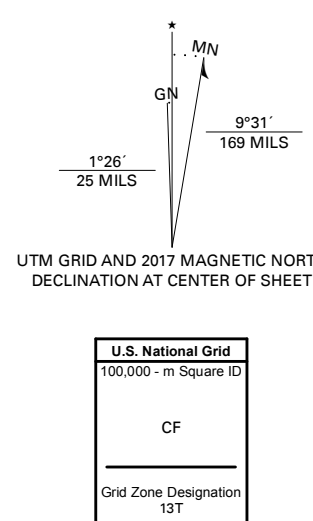 ★
MN
GN
9°31´
169 MILS
1°26´
25 MILS
UTM GRID AND 2017 MAGNETIC NORT
DECLINATION AT CENTER OF SHEET
U.S. National Grid
100,000 - m Square ID
CF
Grid Zone Designation
13T